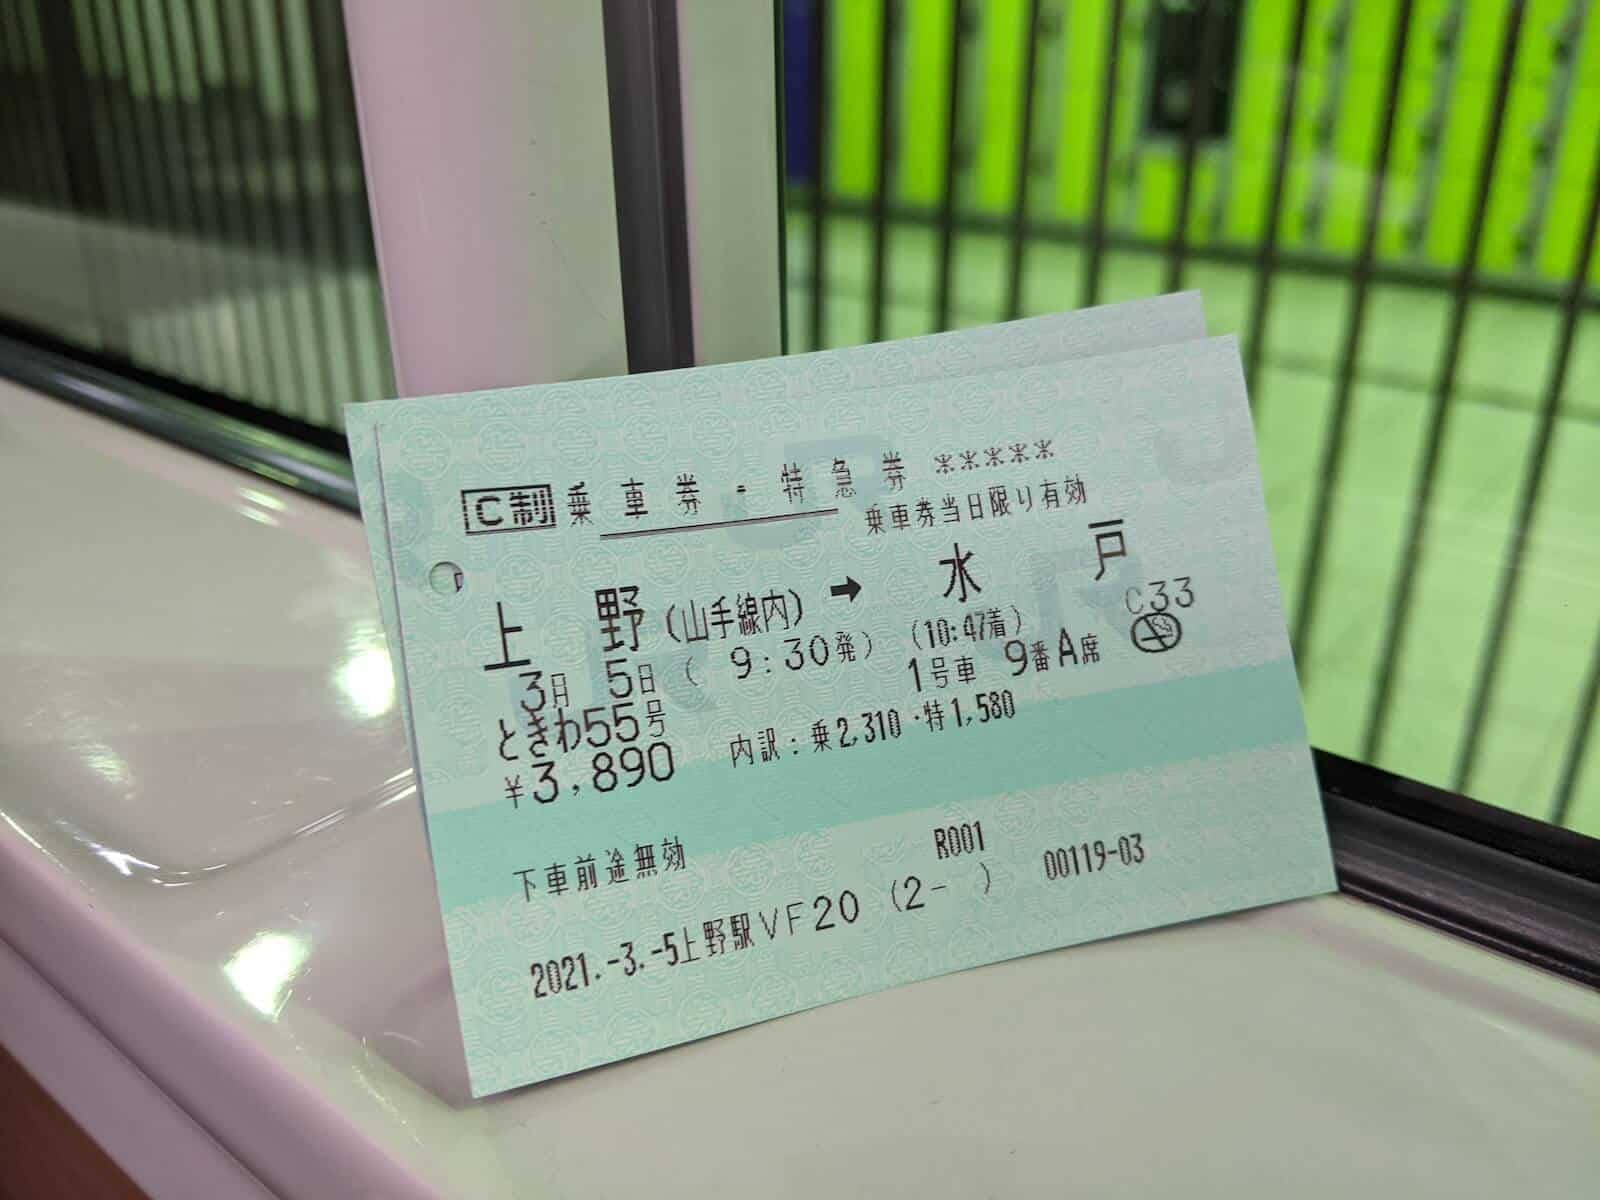 C制 乗車券・特急券 *****
乗車券当日限り有効
上野(山手線内) ➡ 水戸
3月 5日( 9:30発) (10:47着) C33
ときわ55号 1号車 9番A席
¥3,890 内訳:乗2,310・特1,580
下車前途無効
R001
2021.-3.-5上野駅VF20 (2- ) 00119-03